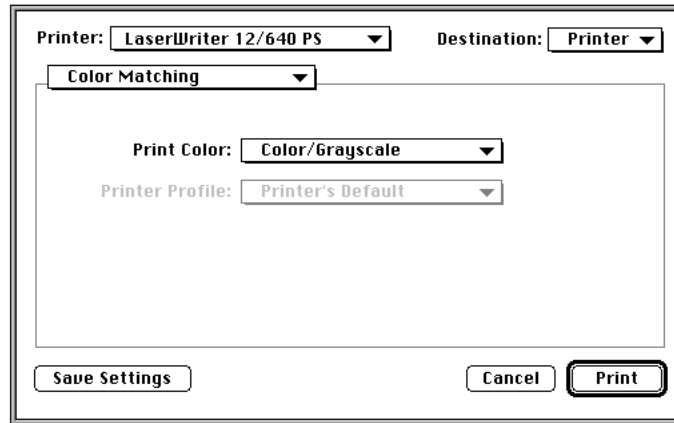 Printer: LaserWriter 12/640 PS Destination: Printer
Color Matching
Print Color: Color/Grayscale
Printer Profile: Printer's Default
Save Settings Cancel Print